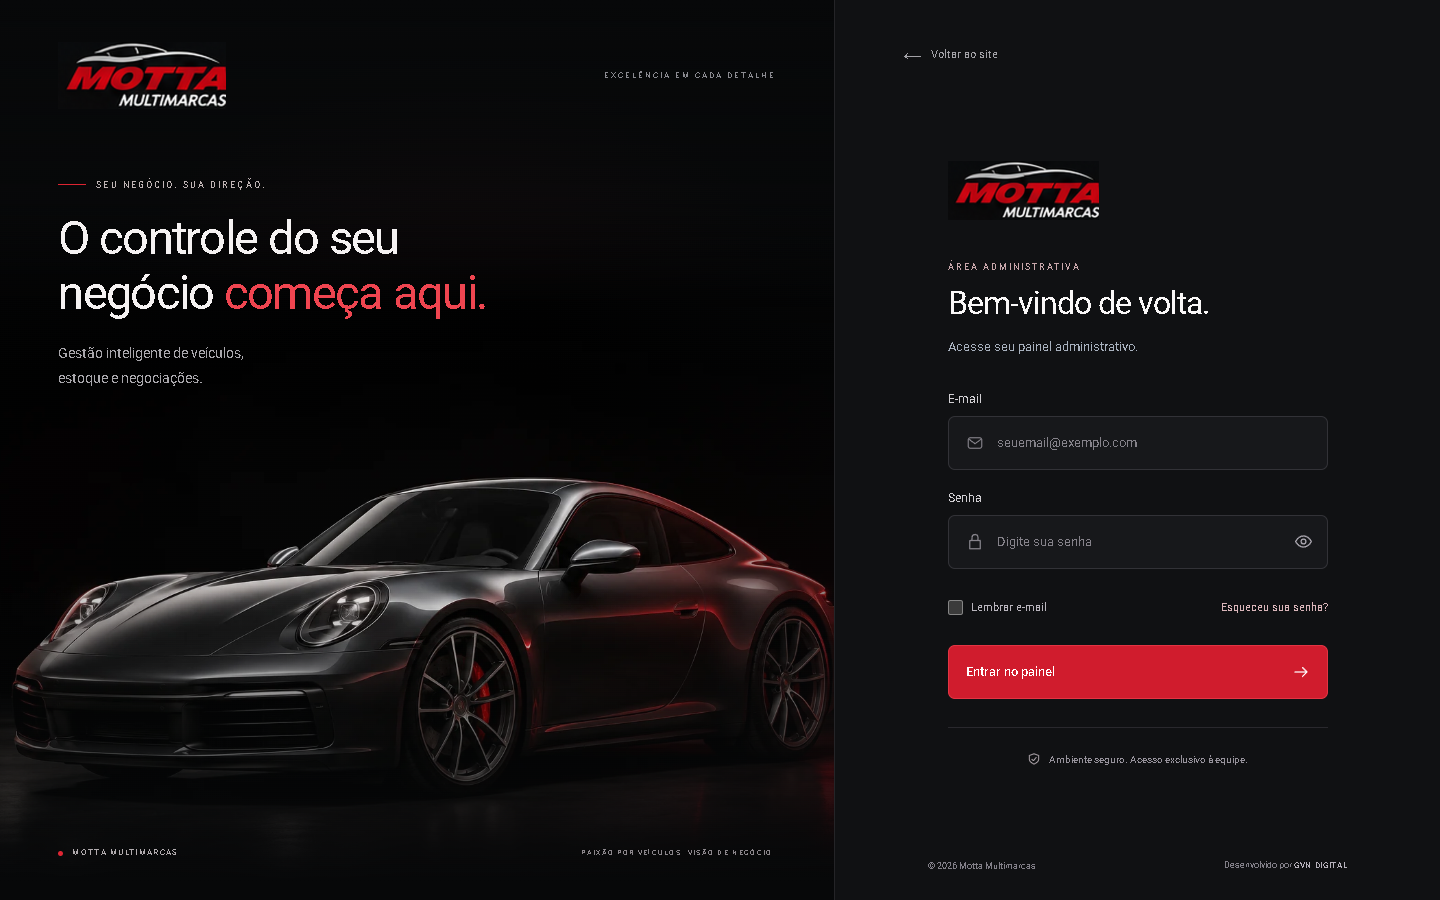 MOTTA
MULTIMARCAS
EXCELÊNCIA EM CADA DETALHE
SEU NEGÓCIO. SUA DIREÇÃO.
O controle do seu
negócio começa aqui.
Gestão inteligente de veículos,
estoque e negociações.
MOTTA MULTIMARCAS
PAIXÃO POR VEÍCULOS. VISÃO DE NEGÓCIO
← Voltar ao site
MOTTA
MULTIMARCAS
ÁREA ADMINISTRATIVA
Bem-vindo de volta.
Acesse seu painel administrativo.
E-mail
seuemail@exemplo.com
Senha
Digite sua senha
Lembrar e-mail
Esqueceu sua senha?
Entrar no painel →
Ambiente seguro. Acesso exclusivo à equipe.
© 2026 Motta Multimarcas
Desenvolvido por GVN DIGITAL